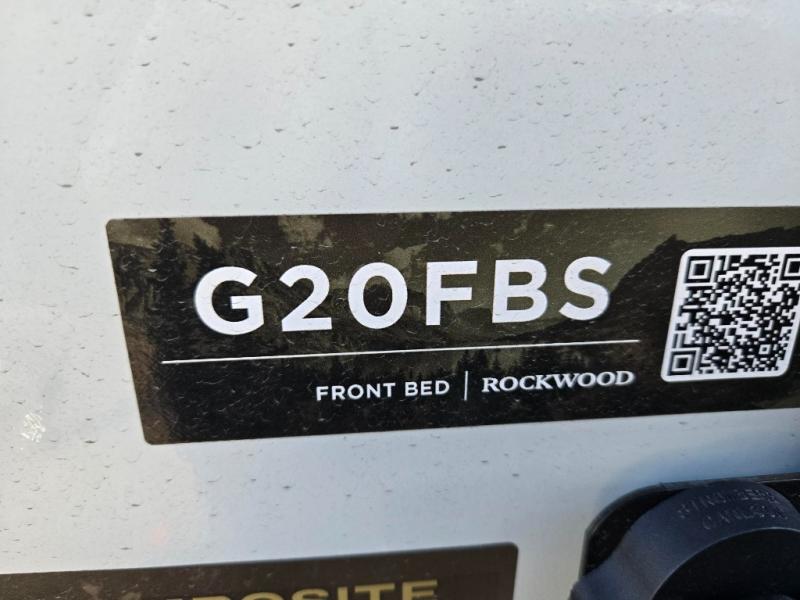 G20FBS
FRONT BED | ROCKWOOD